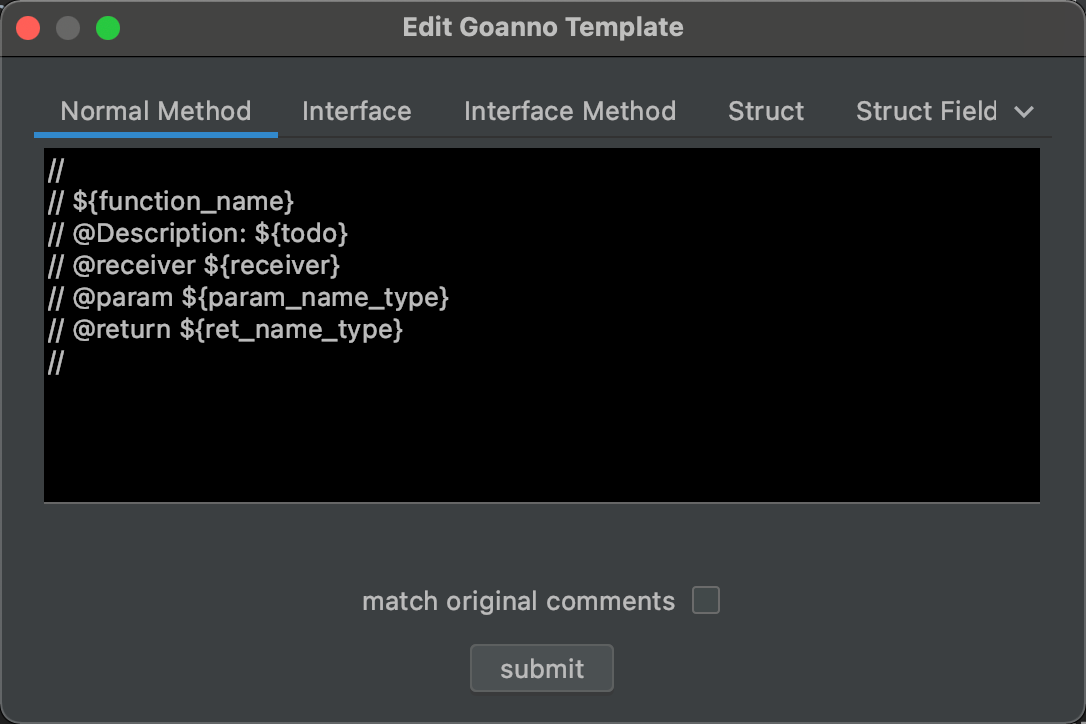 Edit Goanno Template
Normal Method Interface Interface Method Struct Struct Field
//
// ${function_name}
// @Description: ${todo}
// @receiver ${receiver}
// @param ${param_name_type}
// @return ${ret_name_type}
//
match original comments
submit